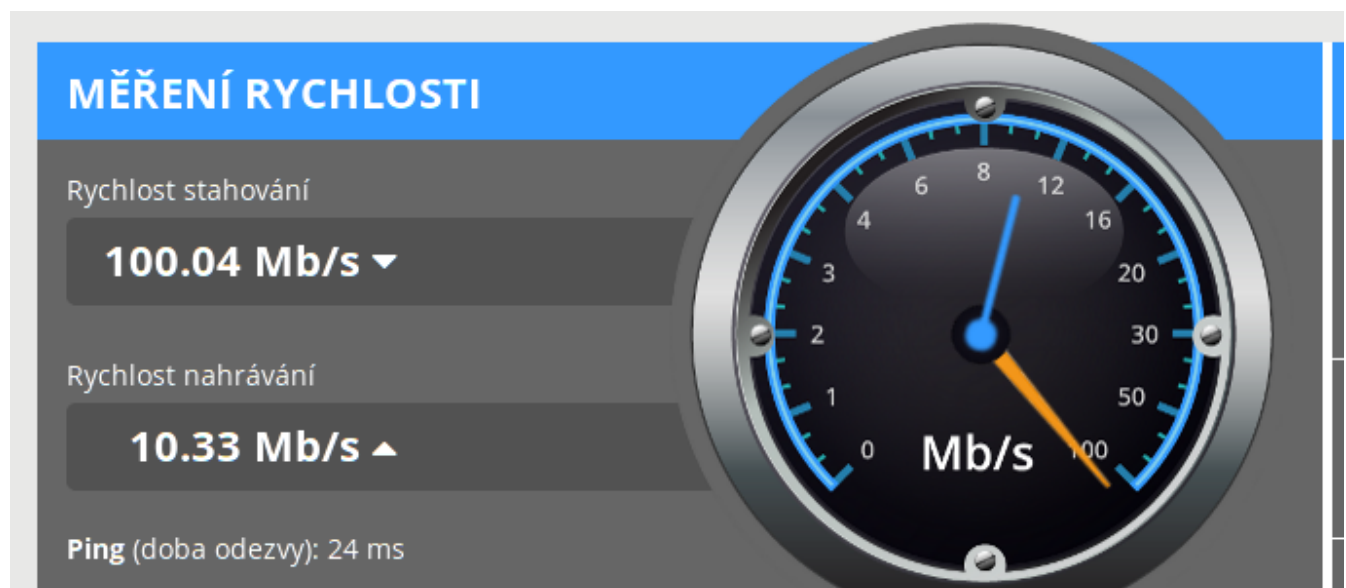 MĚŘENÍ RYCHLOSTI
Rychlost stahování
100.04 Mb/s
Rychlost nahrávání
10.33 Mb/s
Ping (doba odezvy): 24 ms
0
1
2
3
4
6
8
12
16
20
30
50
100
Mb/s